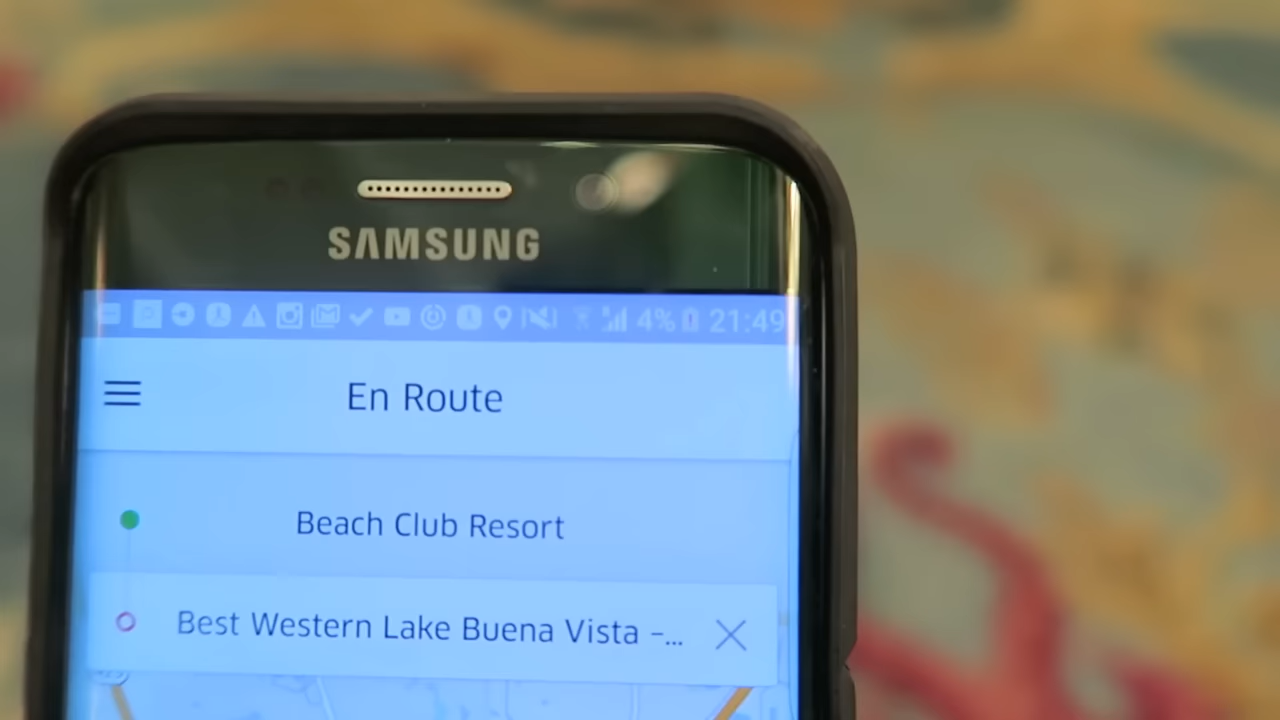 SAMSUNG
4% 21:49
En Route
Beach Club Resort
Best Western Lake Buena Vista -...